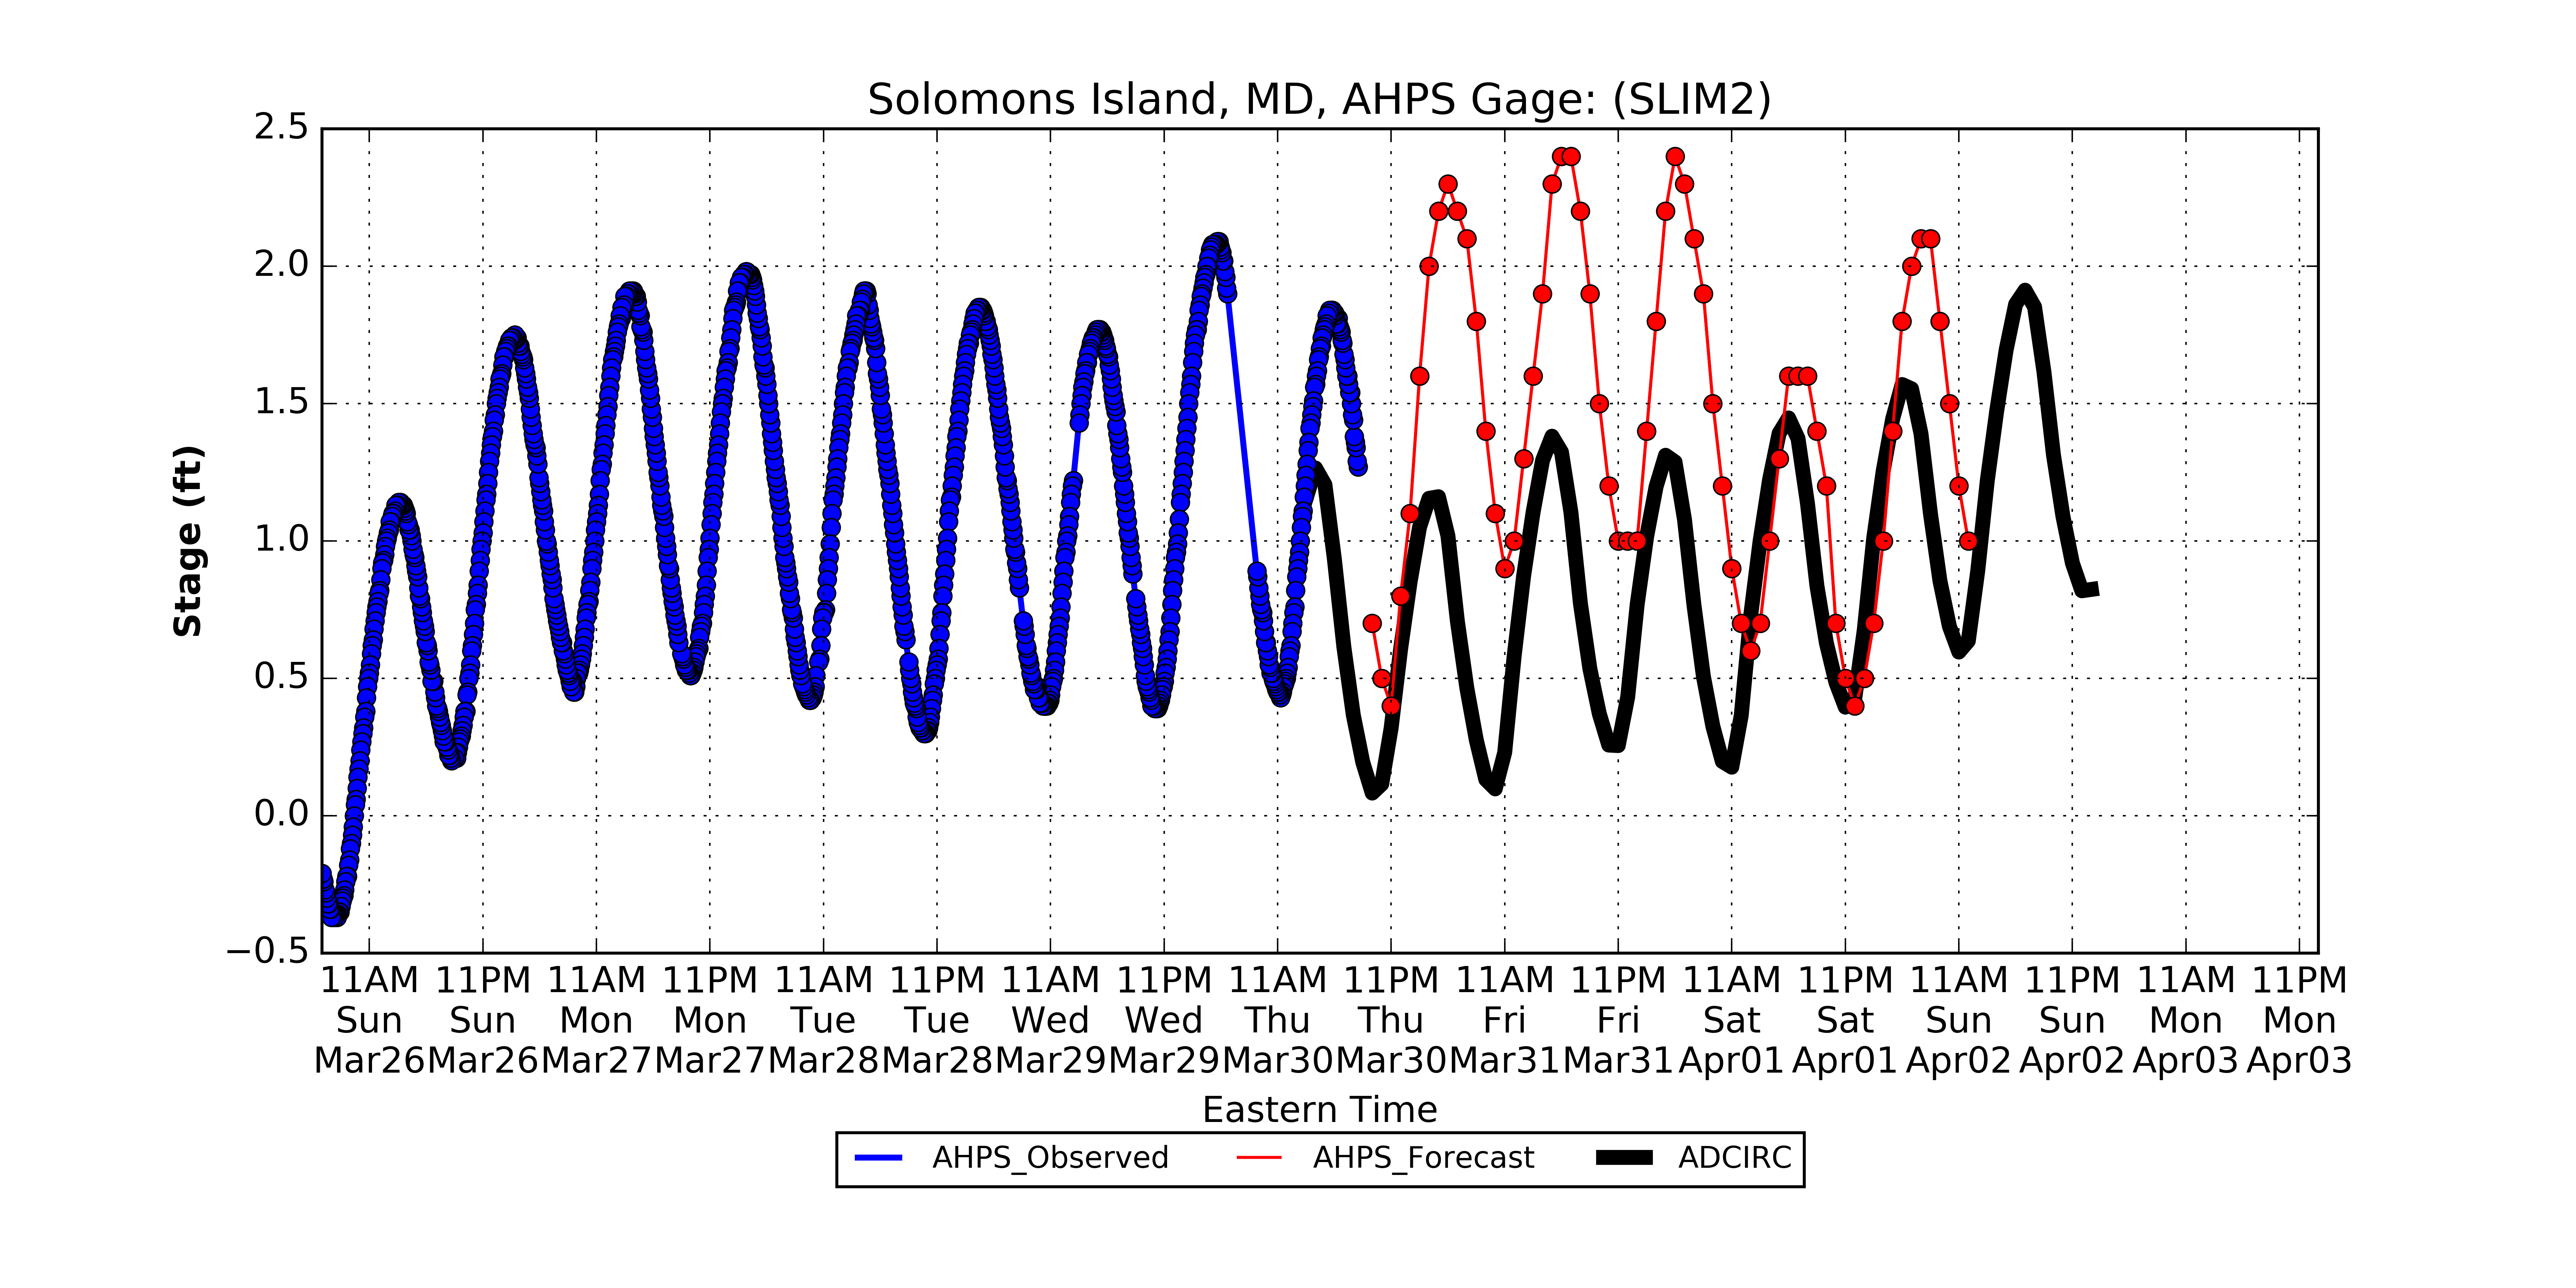 Solomons Island, MD, AHPS Gage: (SLIM2)
2.5
2.0
1.5
1.0
0.5
0.0
−0.5
Stage (ft)
11AM 11PM 11AM 11PM 11AM 11PM 11AM 11PM 11AM 11PM 11AM 11PM 11AM 11PM 11AM 11PM 11AM 11PM
Sun Sun Mon Mon Tue Tue Wed Wed Thu Thu Fri Fri Sat Sat Sun Sun Mon Mon
Mar26 Mar26 Mar27 Mar27 Mar28 Mar28 Mar29 Mar29 Mar30 Mar30 Mar31 Mar31 Apr01 Apr01 Apr02 Apr02 Apr03 Apr03
Eastern Time
AHPS_Observed AHPS_Forecast ADCIRC